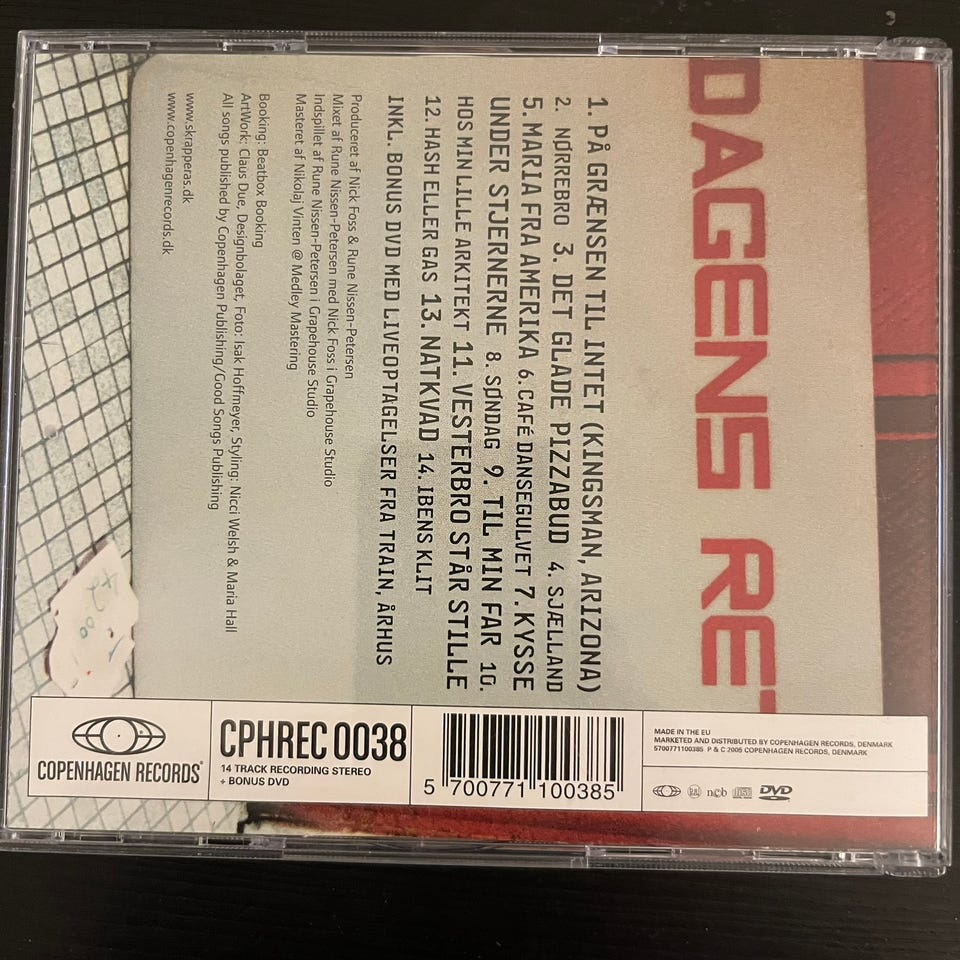 DAGENS RE
1. PÅ GRÆNSEN TIL INTET (KINGSMAN, ARIZONA)
2. NØRREBRO 3. DET GLADE PIZZABUD 4. SJÆLLAND
5. MARIA FRA AMERIKA 6. CAFÉ DANSEGULVET 7. KYSSE
UNDER STJERNERNE 8. SØNDAG 9. TIL MIN FAR 10.
HOS MIN LILLE ARKITEKT 11. VESTERBRO STÅR STILLE
12. HASH ELLER GAS 13. NATKVAD 14. IBENS KLIT
INKL. BONUS DVD MED LIVEOPTAGELSER FRA TRAIN, ÅRHUS
Produceret af Nick Foss & Rune Nissen-Petersen
Mixet af Rune Nissen-Petersen med Nick Foss i Grapehouse Studio
Indspillet af Rune Nissen-Petersen i Grapehouse Studio
Masteret af Nikolaj Vinten @ Medley Mastering
Booking: Beatbox Booking
ArtWork: Claus Due, Designbolaget, Foto: Isak Hoffmeyer, Styling: Nicci Welsh & Maria Hall
All songs published by Copenhagen Publishing/Good Songs Publishing
www.skrapperas.dk
www.copenhagenrecords.dk
COPENHAGEN RECORDS
CPHREC 0038
14 TRACK RECORDING STEREO
+ BONUS DVD
5 700771 100385
MADE IN THE EU
MARKETED AND DISTRIBUTED BY COPENHAGEN RECORDS, DENMARK
5700771100385 P & C 2005 COPENHAGEN RECORDS, DENMARK
ncb DVD